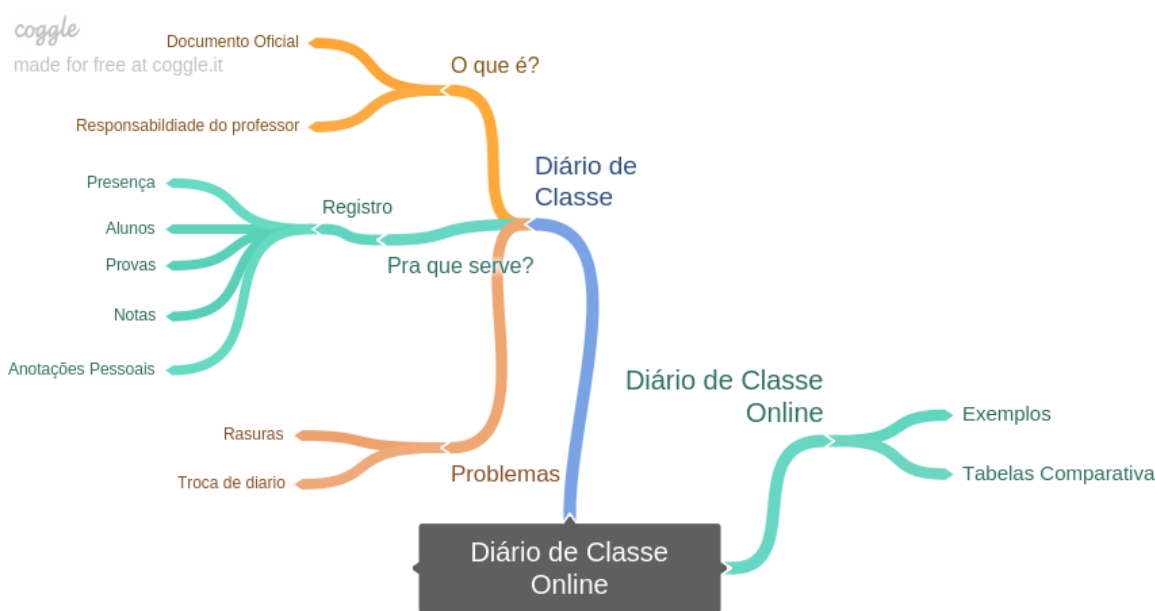 coggle
made for free at coggle.it
Documento Oficial
O que é?
Responsabildiade do professor
Diário de
Classe
Presença
Registro
Alunos
Provas
Pra que serve?
Notas
Anotações Pessoais
Rasuras
Troca de diario
Problemas
Diário de Classe
Online
Exemplos
Tabelas Comparativa
Diário de Classe
Online